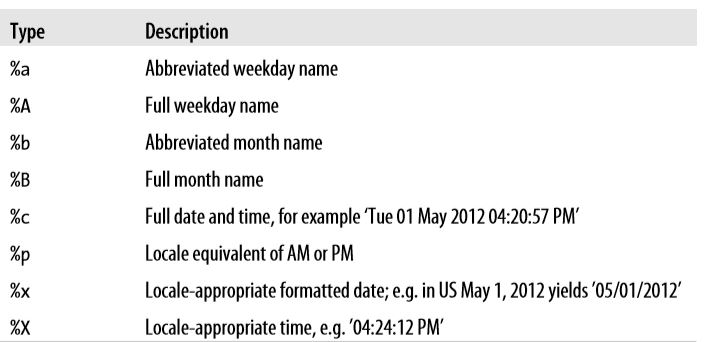 Type Description
%a Abbreviated weekday name
%A Full weekday name
%b Abbreviated month name
%B Full month name
%c Full date and time, for example ‘Tue 01 May 2012 04:20:57 PM’
%p Locale equivalent of AM or PM
%x Locale-appropriate formatted date; e.g. in US May 1, 2012 yields ’05/01/2012’
%X Locale-appropriate time, e.g. ’04:24:12 PM’